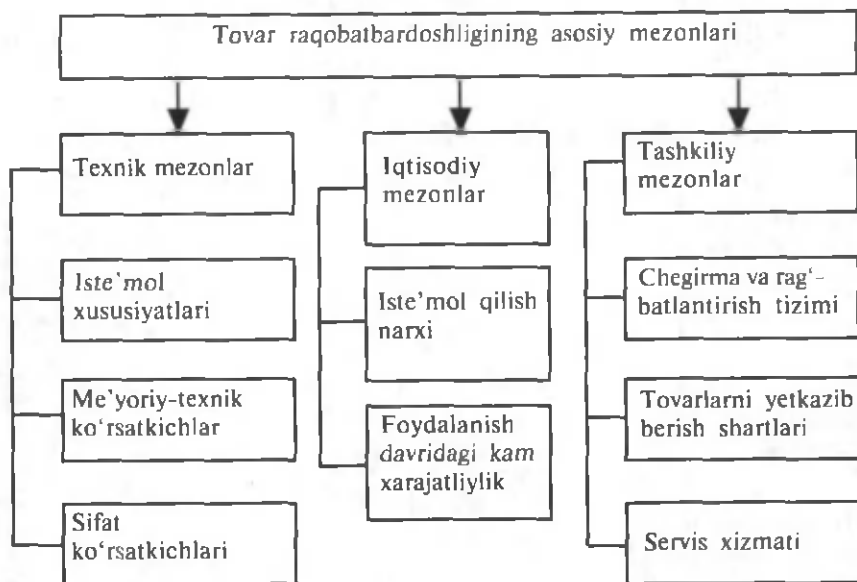 Tovar raqobatbardoshligining asosiy mezonlari
Texnik mezonlar
Iste'mol
xususiyatlari
Me'yoriy-texnik
ko‘rsatkichlar
Sifat
ko‘rsatkichlari
Iqtisodiy
mezonlar
Iste'mol qilish
narxi
Foydalanish
davridagi kam
xarajatliylik
Tashkiliy
mezonlar
Chegirma va rag‘-
batlantirish tizimi
Tovarlarni yetkazib
berish shartlari
Servis xizmati